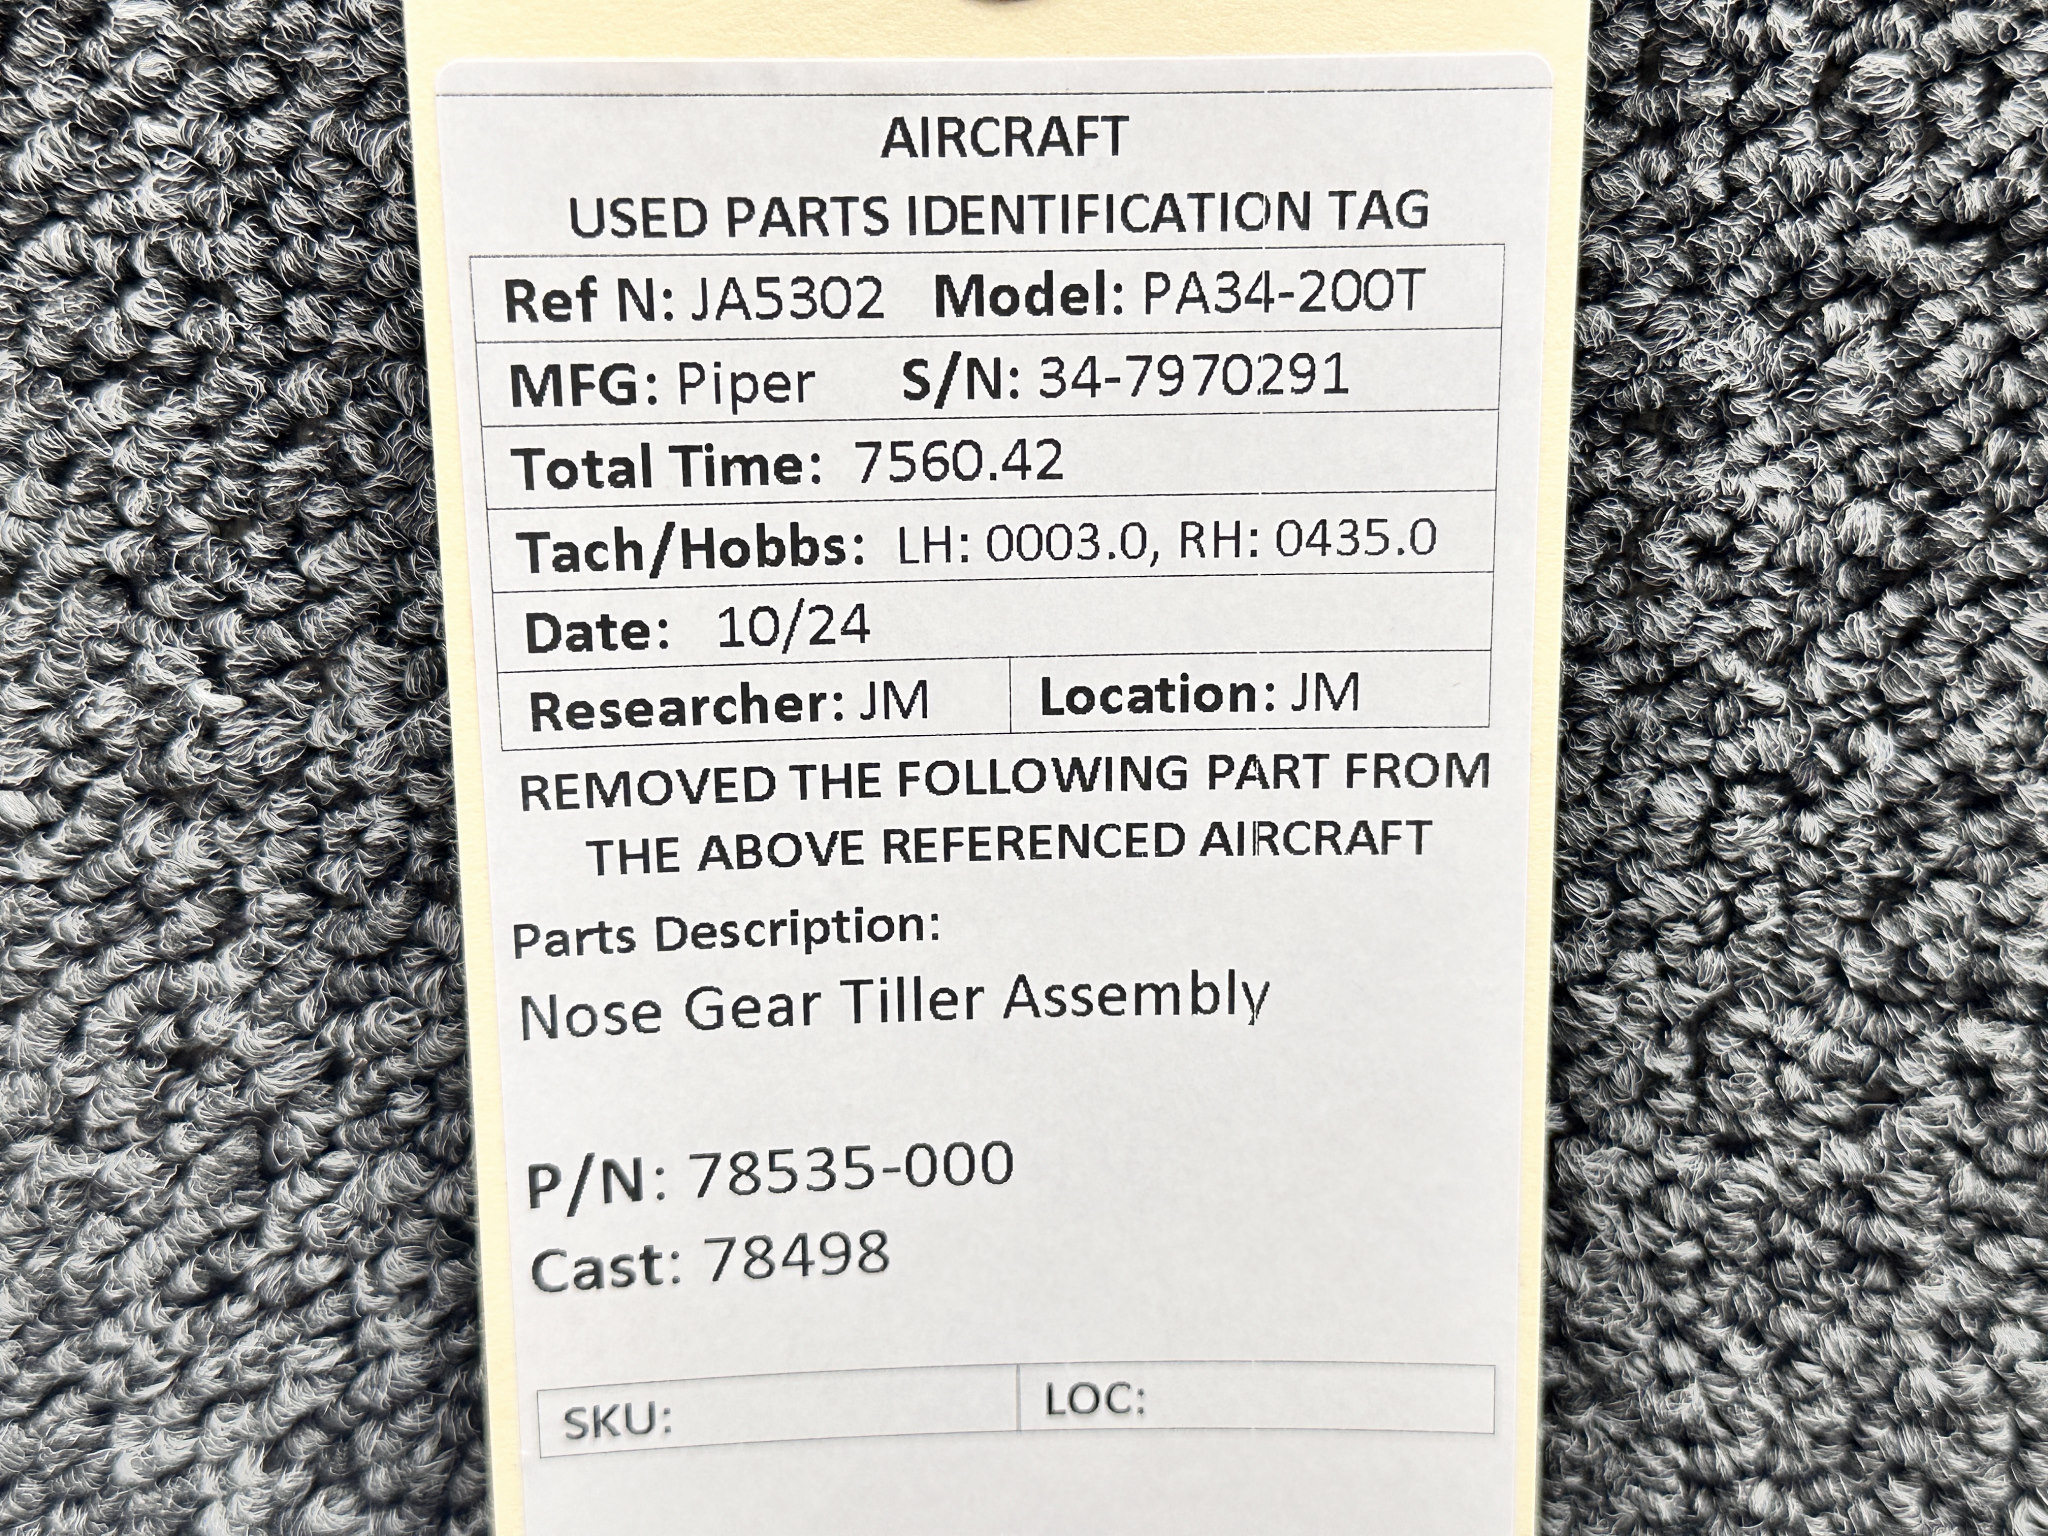 AIRCRAFT
USED PARTS IDENTIFICATION TAG
Ref N: JA5302 Model: PA34-200T
MFG: Piper S/N: 34-7970291
Total Time: 7560.42
Tach/Hobbs: LH: 0003.0, RH: 0435.0
Date: 10/24
Researcher: JM Location: JM
REMOVED THE FOLLOWING PART FROM
THE ABOVE REFERENCED AIRCRAFT
Parts Description:
Nose Gear Tiller Assembly
P/N: 78535-000
Cast: 78498
SKU: LOC: